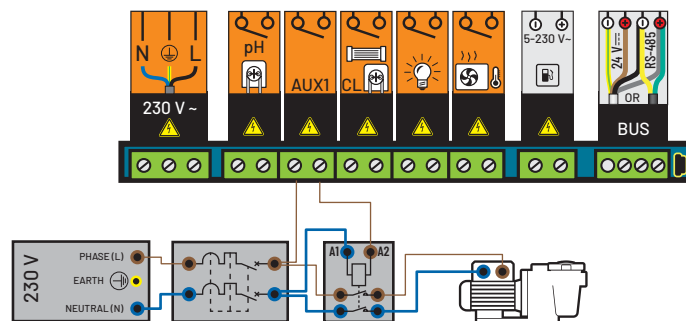 N L
230 V ~
pH
AUX1
CL
5-230 V~
24 V
RS-485
OR
BUS
230 V
PHASE (L)
EARTH
NEUTRAL (N)
A1 A2